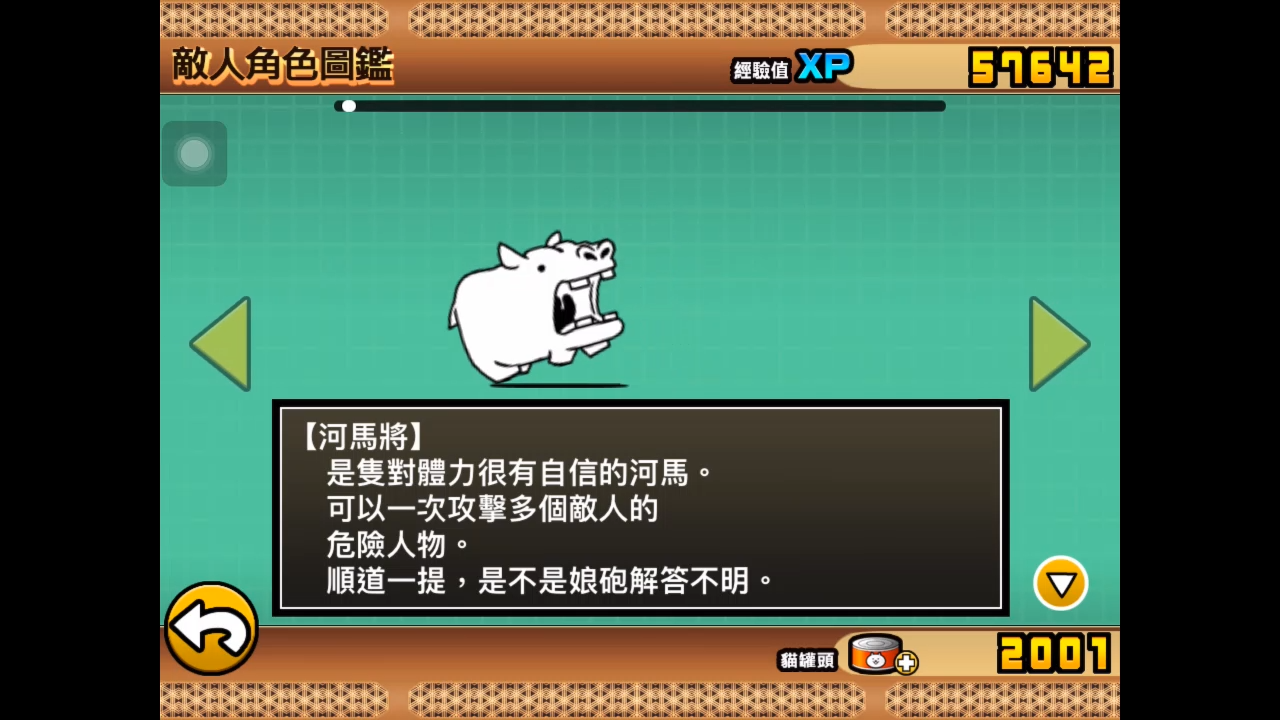 敵人角色圖鑑
經驗值 XP 57642
【河馬將】
是隻對體力很有自信的河馬。
可以一次攻擊多個敵人的
危險人物。
順道一提，是不是娘砲解答不明。
貓罐頭 2001